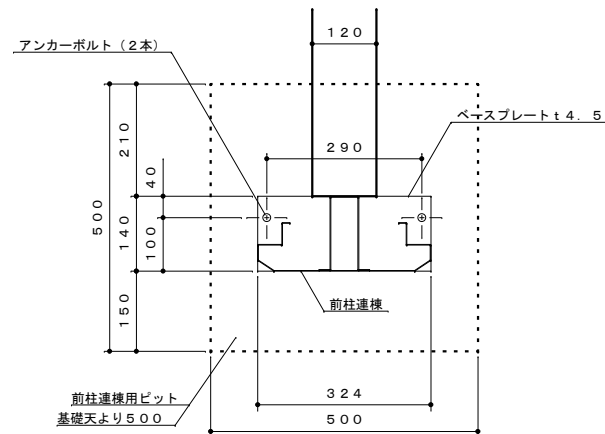 アンカーボルト（２本）
１２０
ベースプレートｔ４．５
２９０
２１０
４０
５００
１４０
１００
１５０
前柱連棟
前柱連棟用ピット
基礎天より５００
３２４
５００